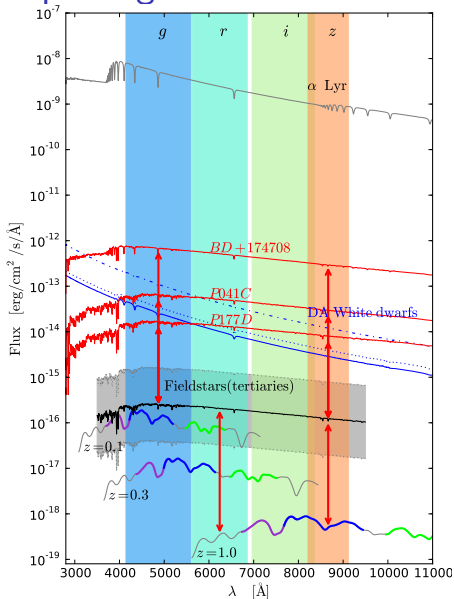 g r i z
10⁻⁷
α Lyr
10⁻⁸
10⁻⁹
10⁻¹⁰
10⁻¹¹
10⁻¹²
10⁻¹³
10⁻¹⁴
10⁻¹⁵
10⁻¹⁶
10⁻¹⁷
10⁻¹⁸
10⁻¹⁹
Flux [erg/cm² /s/Å]
BD+174708
P041C
DA White dwarfs
P177D
Fieldstars(tertiaries)
z=0.1
z=0.3
z=1.0
3000 4000 5000 6000 7000 8000 9000 10000 11000
λ [Å]